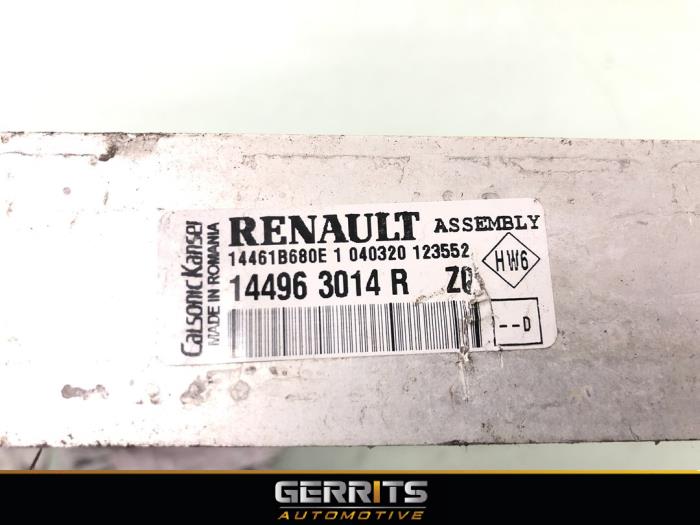 CalsonicKansei
MADE IN ROMANIA
RENAULT ASSEMBLY
14461B680E 1 040320 123552
HW6
14496 3014 R
--D
GERRITS
AUTOMOTIVE